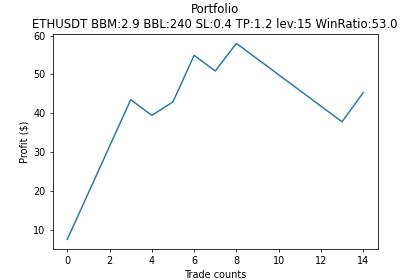 Portfolio
ETHUSDT BBM:2.9 BBL:240 SL:0.4 TP:1.2 lev:15 WinRatio:53.0
60
50
40
30
20
10
Profit ($)
0 2 4 6 8 10 12 14
Trade counts